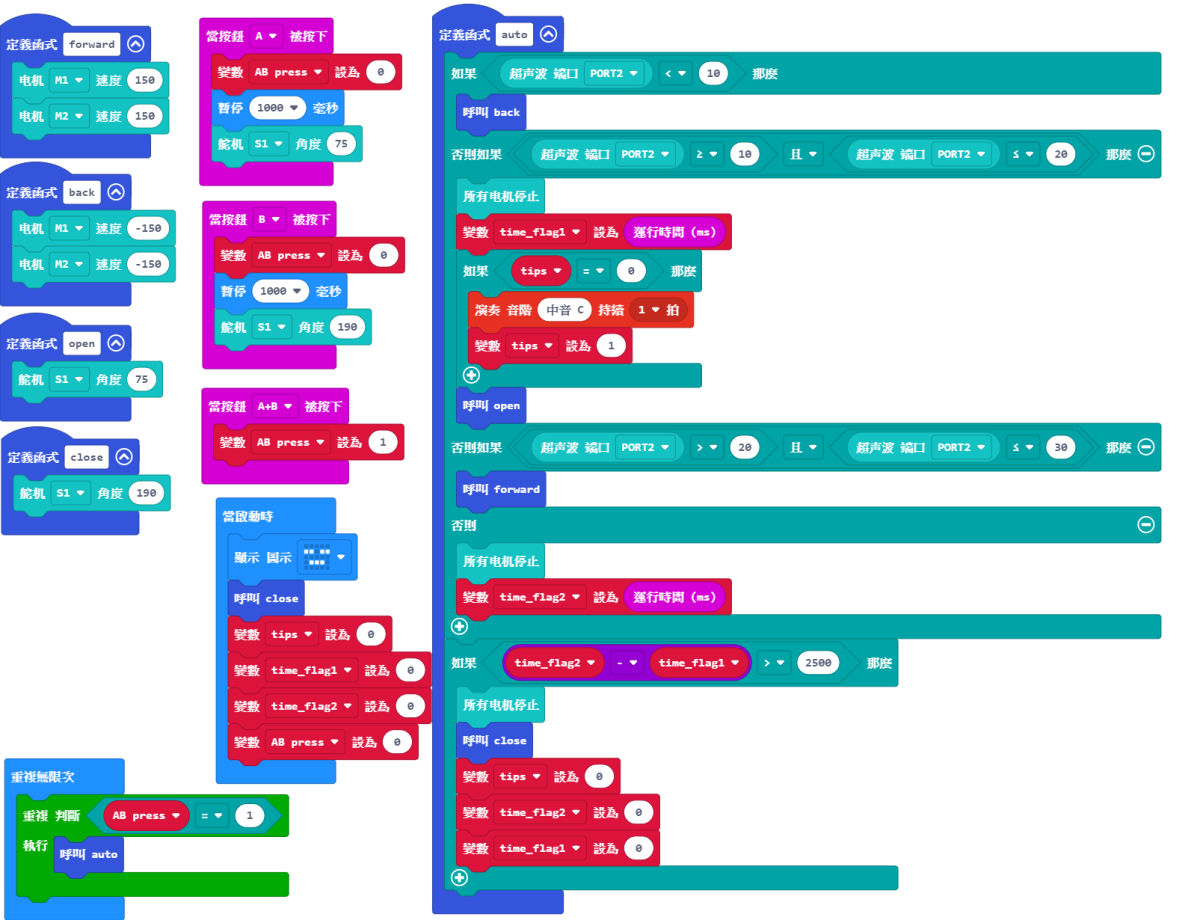 定義函式 forward
电机 M1 速度 150
电机 M2 速度 150
定義函式 back
电机 M1 速度 -150
电机 M2 速度 -150
定義函式 open
舵机 S1 角度 75
定義函式 close
舵机 S1 角度 190
當按鈕 A 被按下
變數 AB press 設為 0
暫停 1000 毫秒
舵机 S1 角度 75
當按鈕 B 被按下
變數 AB press 設為 0
暫停 1000 毫秒
舵机 S1 角度 190
當按鈕 A+B 被按下
變數 AB press 設為 1
當啟動時
顯示 圖示
呼叫 close
變數 tips 設為 0
變數 time_flag1 設為 0
變數 time_flag2 設為 0
變數 AB press 設為 0
重複無限次
重複 判斷 AB press = 1
執行 呼叫 auto
定義函式 auto
如果 超声波 端口 PORT2 < 10 那麼
呼叫 back
否則如果 超声波 端口 PORT2 ≥ 10 且 超声波 端口 PORT2 ≤ 20 那麼
所有电机停止
變數 time_flag1 設為 運行時間 (ms)
如果 tips = 0 那麼
演奏 音階 中音 C 持續 1 拍
變數 tips 設為 1
呼叫 open
否則如果 超声波 端口 PORT2 > 20 且 超声波 端口 PORT2 ≤ 30 那麼
呼叫 forward
否則
所有电机停止
變數 time_flag2 設為 運行時間 (ms)
如果 time_flag2 - time_flag1 > 2500 那麼
所有电机停止
呼叫 close
變數 tips 設為 0
變數 time_flag2 設為 0
變數 time_flag1 設為 0